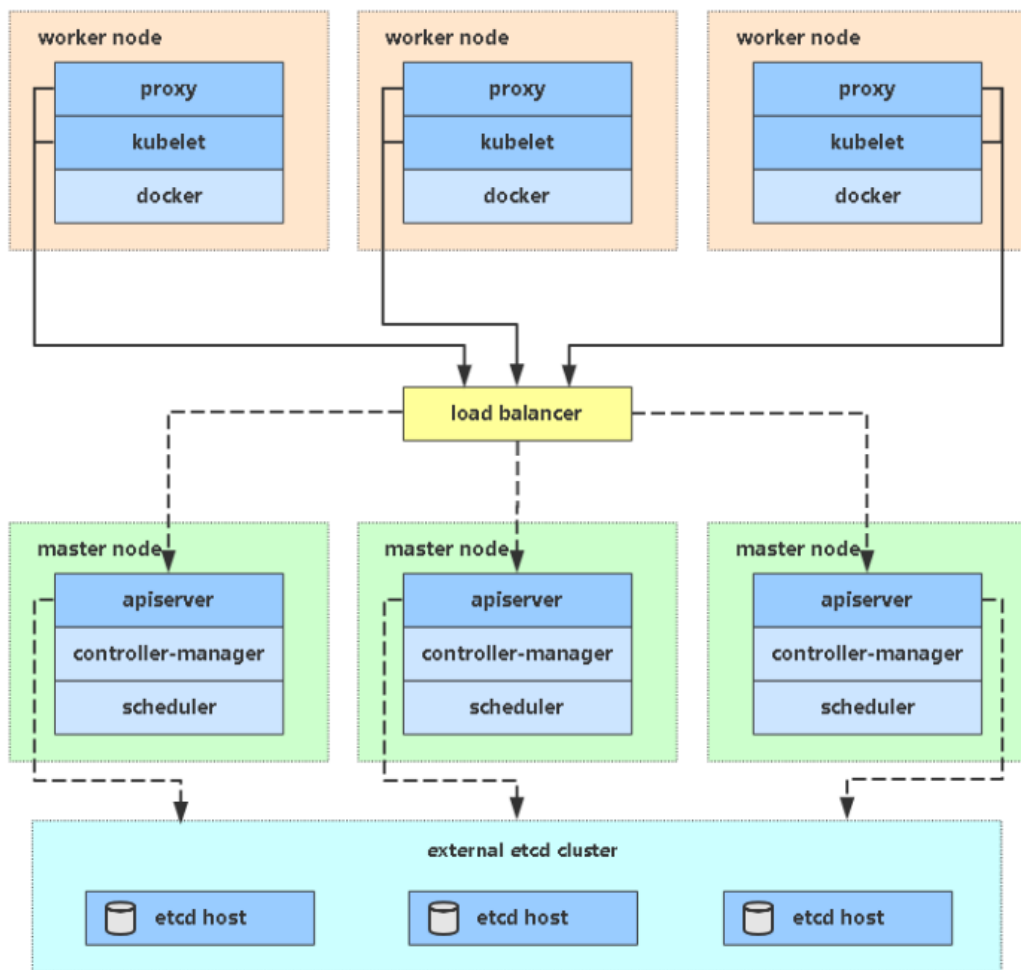 worker node
proxy
kubelet
docker
worker node
proxy
kubelet
docker
worker node
proxy
kubelet
docker
load balancer
master node
apiserver
controller-manager
scheduler
master node
apiserver
controller-manager
scheduler
master node
apiserver
controller-manager
scheduler
external etcd cluster
etcd host
etcd host
etcd host